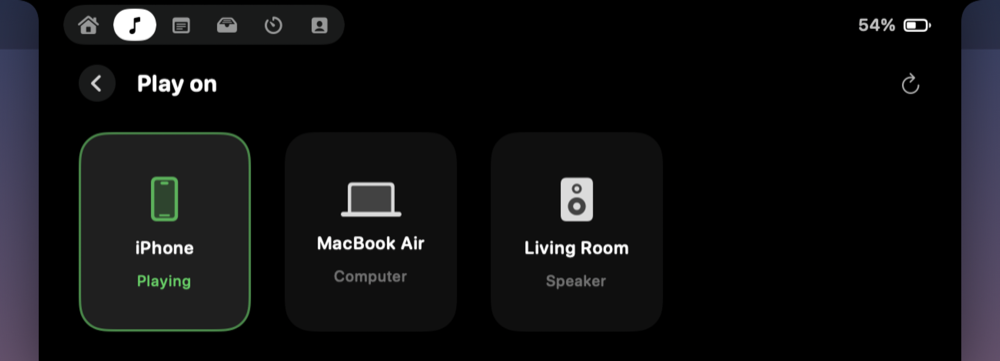 54%
Play on
iPhone
Playing
MacBook Air
Computer
Living Room
Speaker